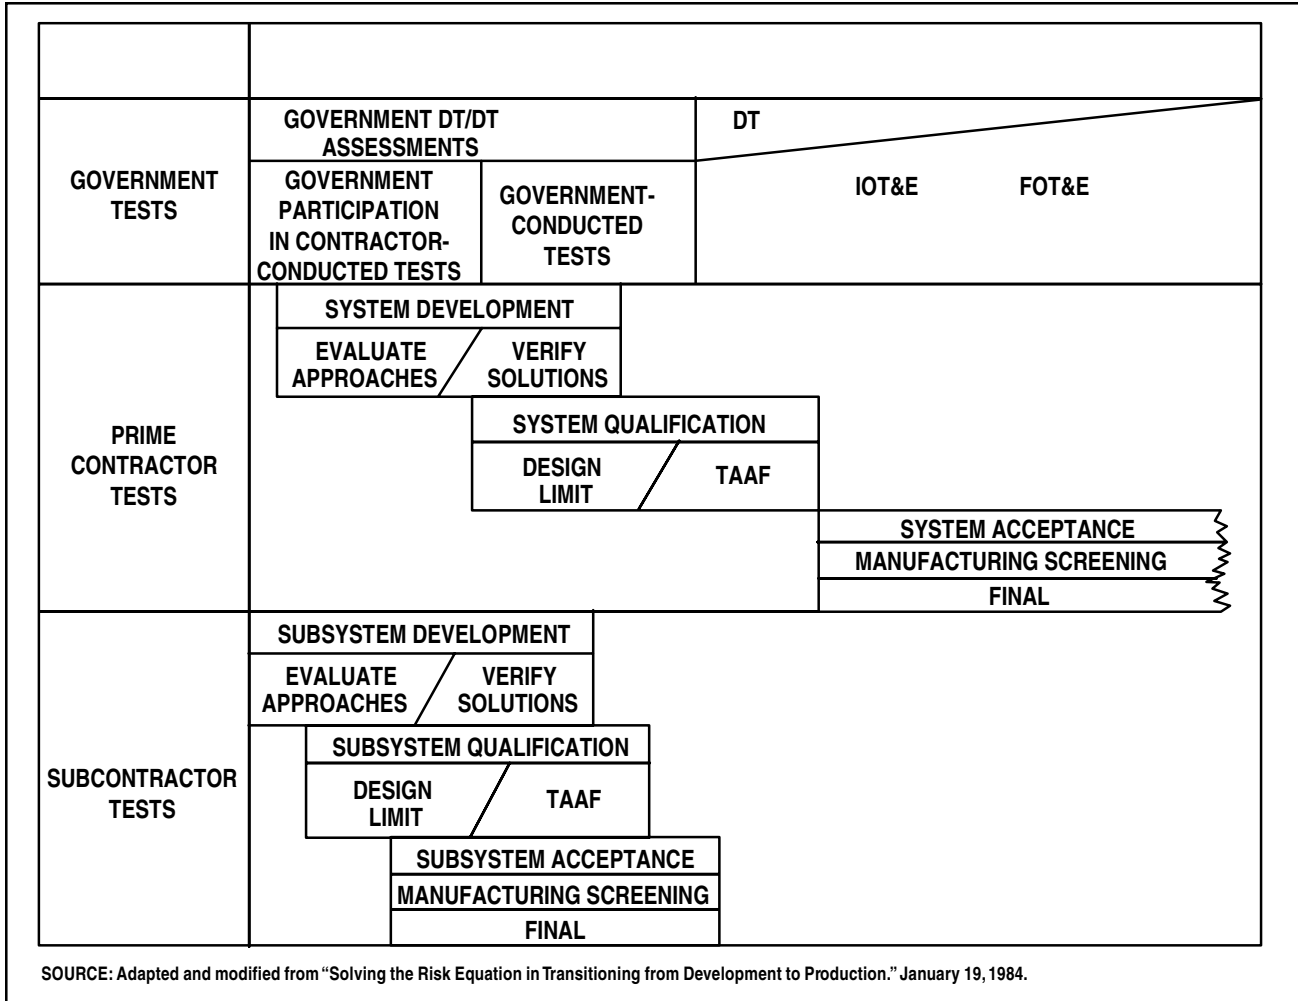 GOVERNMENT
TESTS
GOVERNMENT DT/DT
ASSESSMENTS
DT
GOVERNMENT
PARTICIPATION
IN CONTRACTOR-
CONDUCTED TESTS
GOVERNMENT-
CONDUCTED
TESTS
IOT&E
FOT&E
PRIME
CONTRACTOR
TESTS
SYSTEM DEVELOPMENT
EVALUATE
APPROACHES
VERIFY
SOLUTIONS
SYSTEM QUALIFICATION
DESIGN
LIMIT
TAAF
SYSTEM ACCEPTANCE
MANUFACTURING SCREENING
FINAL
SUBCONTRACTOR
TESTS
SUBSYSTEM DEVELOPMENT
EVALUATE
APPROACHES
VERIFY
SOLUTIONS
SUBSYSTEM QUALIFICATION
DESIGN
LIMIT
TAAF
SUBSYSTEM ACCEPTANCE
MANUFACTURING SCREENING
FINAL
SOURCE: Adapted and modified from “Solving the Risk Equation in Transitioning from Development to Production.” January 19, 1984.